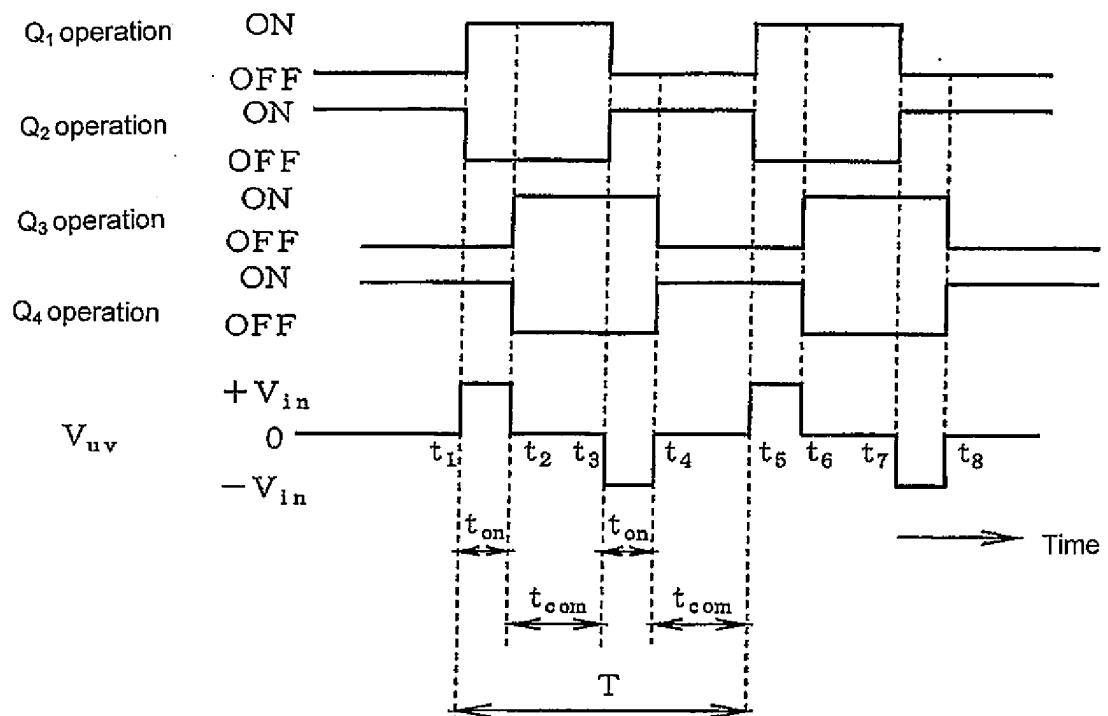 Q₁ operation ON
OFF
Q₂ operation ON
OFF
Q₃ operation ON
OFF
Q₄ operation ON
OFF
+Vin
Vuv 0
−Vin
t₁ t₂ t₃ t₄ t₅ t₆ t₇ t₈
ton ton
Time
tcom tcom
T